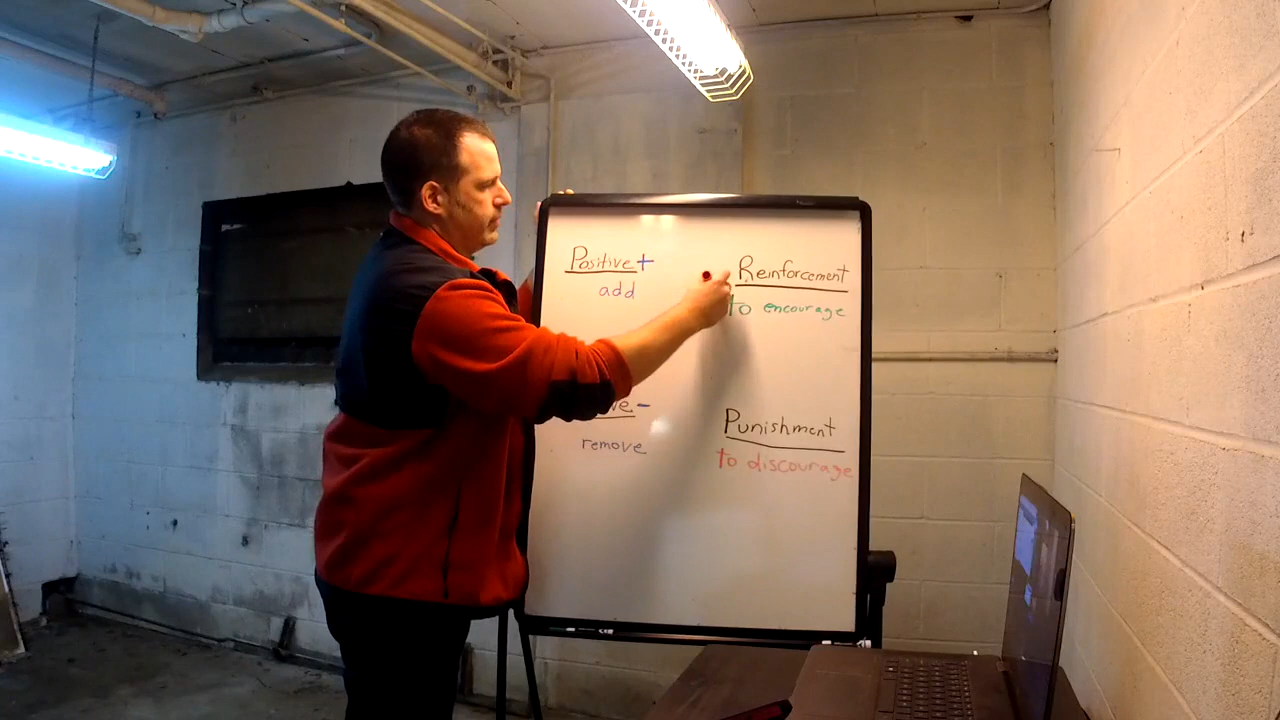 Positive +
add
Reinforcement
to encourage
-
remove
Punishment
to discourage